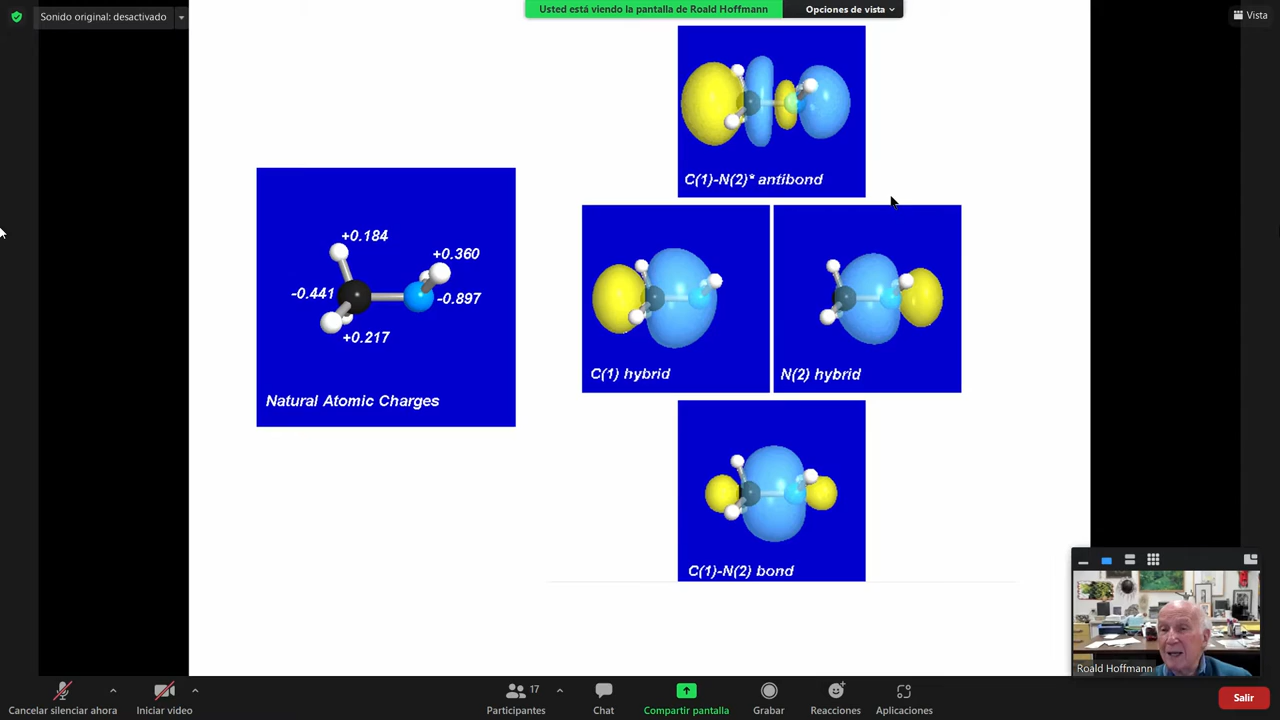 Sonido original: desactivado
Usted está viendo la pantalla de Roald Hoffmann
Opciones de vista
Vista
C(1)-N(2)* antibond
+0.184
+0.360
-0.441
-0.897
+0.217
Natural Atomic Charges
C(1) hybrid
N(2) hybrid
C(1)-N(2) bond
Roald Hoffmann
Cancelar silenciar ahora
Iniciar video
17
Participantes
Chat
Compartir pantalla
Grabar
Reacciones
Aplicaciones
Salir